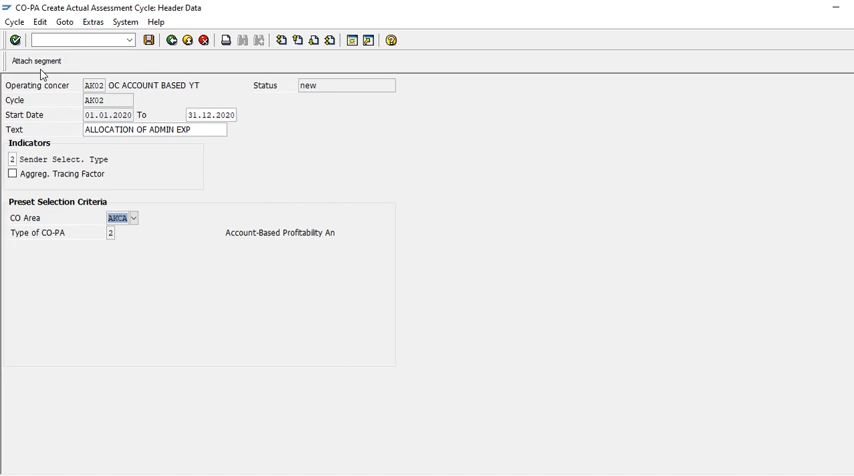 CO-PA Create Actual Assessment Cycle: Header Data
Cycle Edit Goto Extras System Help
Attach segment
Operating concer AK02 OC ACCOUNT BASED YT Status new
Cycle AK02
Start Date 01.01.2020 To 31.12.2020
Text ALLOCATION OF ADMIN EXP
Indicators
2 Sender Select. Type
Aggreg. Tracing Factor
Preset Selection Criteria
CO Area AKCA
Type of CO-PA 2 Account-Based Profitability An